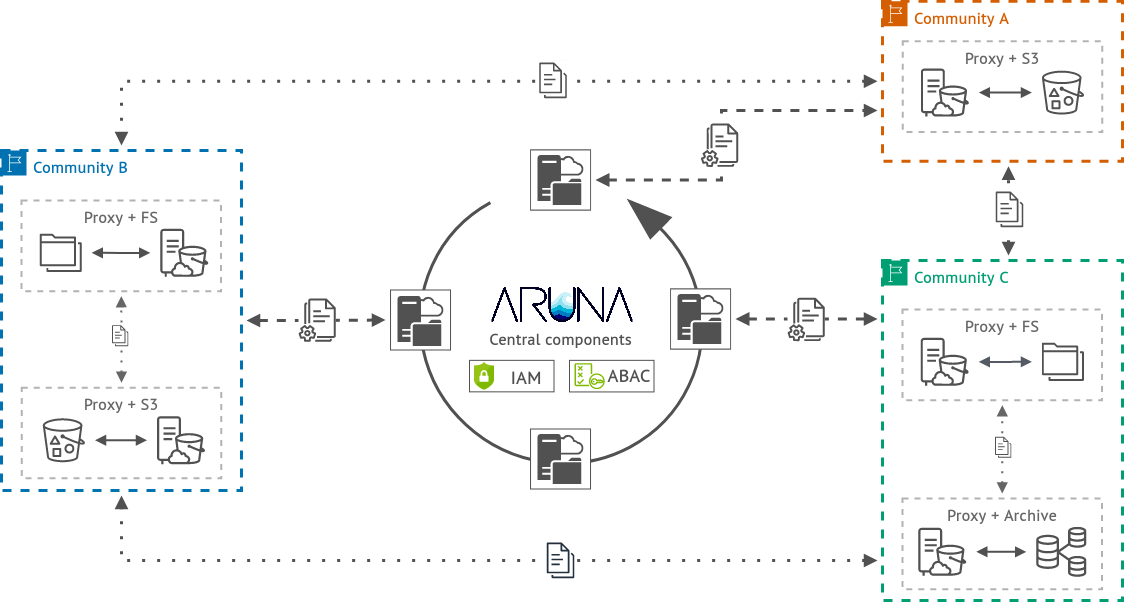 Community A
Proxy + S3
Community B
Proxy + FS
Proxy + S3
ARUNA
Central components
IAM
ABAC
Community C
Proxy + FS
Proxy + Archive